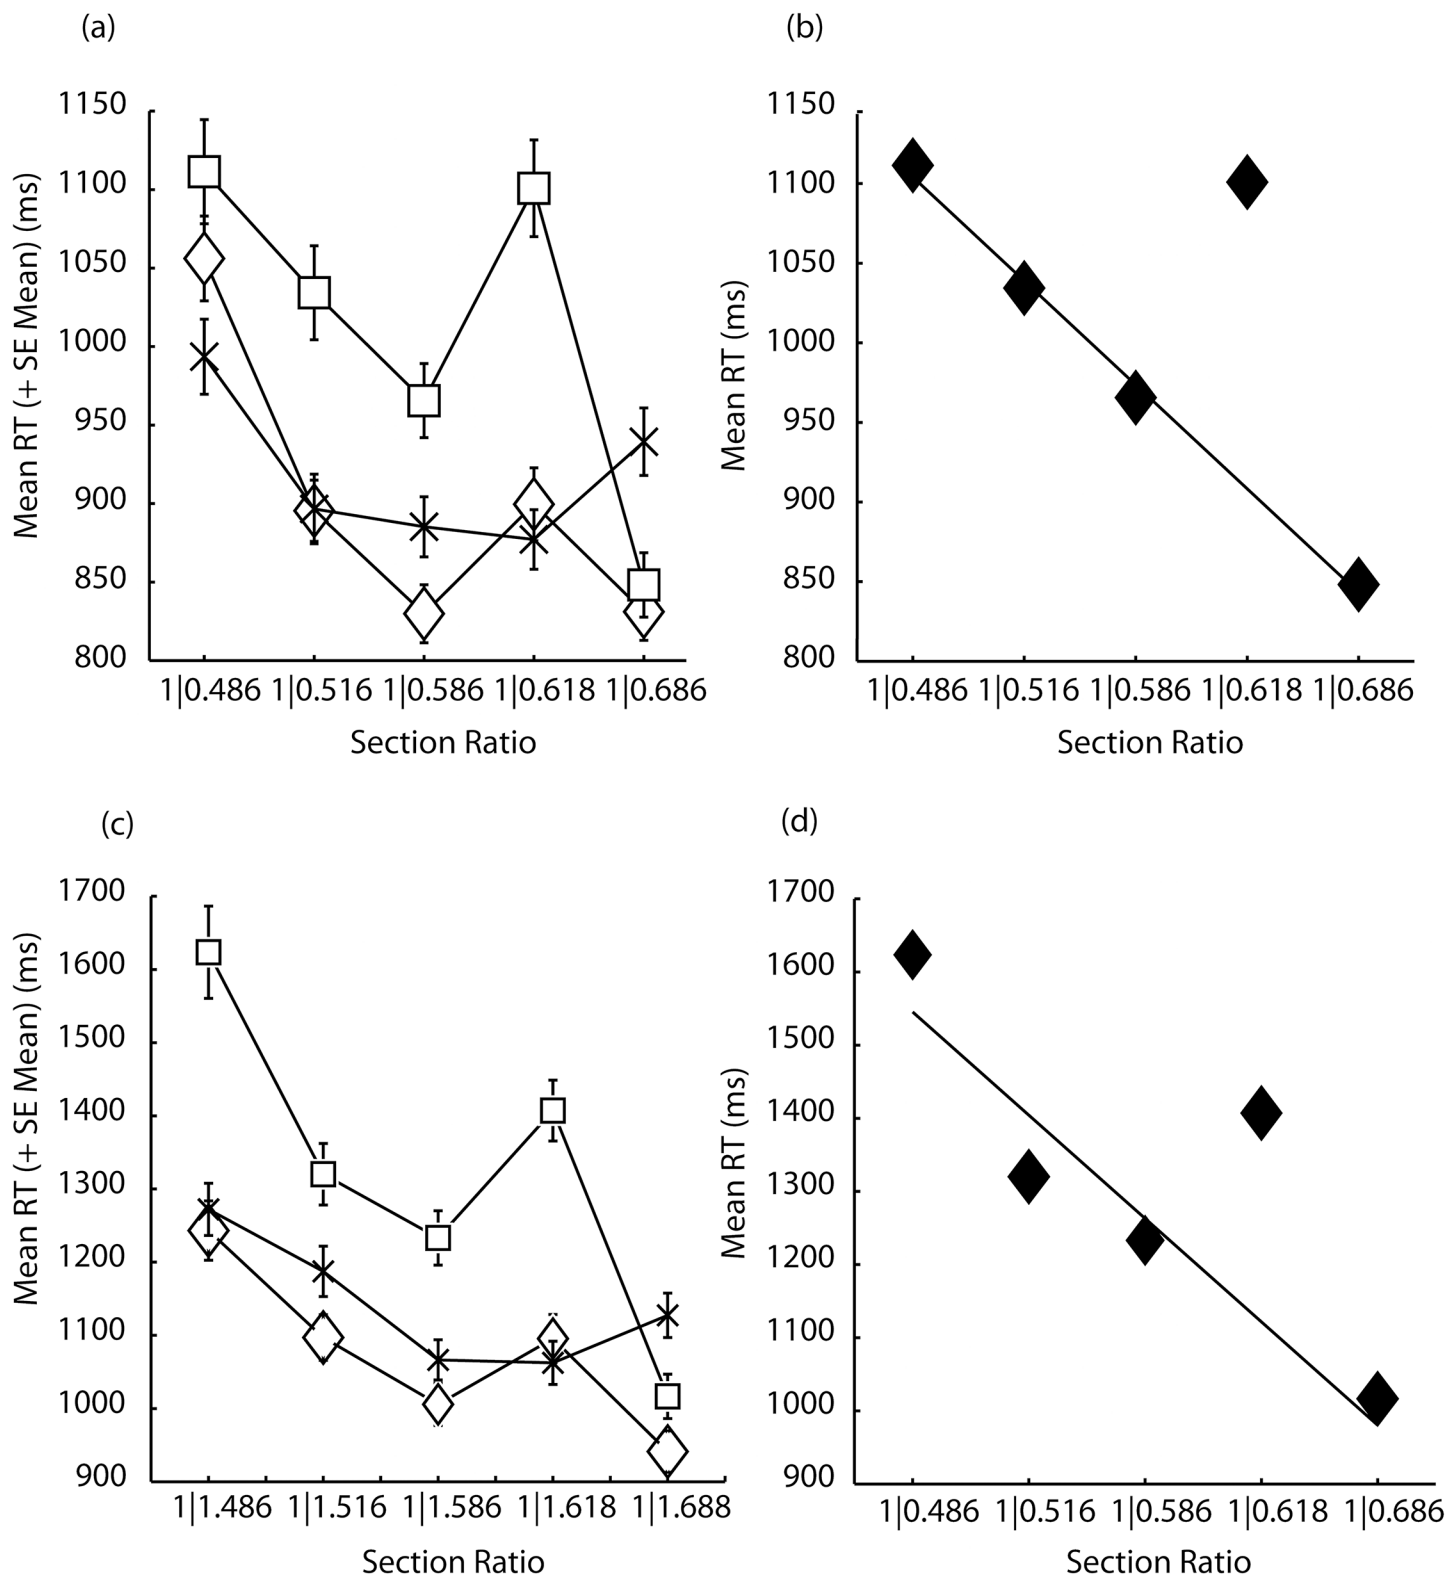 (a)
1150
1100
1050
1000
950
900
850
800
Mean RT (+ SE Mean) (ms)
1|0.486 1|0.516 1|0.586 1|0.618 1|0.686
Section Ratio
(b)
1150
1100
1050
1000
950
900
850
800
Mean RT (ms)
1|0.486 1|0.516 1|0.586 1|0.618 1|0.686
Section Ratio
(c)
1700
1600
1500
1400
1300
1200
1100
1000
900
Mean RT (+ SE Mean) (ms)
1|1.486 1|1.516 1|1.586 1|1.618 1|1.688
Section Ratio
(d)
1700
1600
1500
1400
1300
1200
1100
1000
900
Mean RT (ms)
1|0.486 1|0.516 1|0.586 1|0.618 1|0.686
Section Ratio